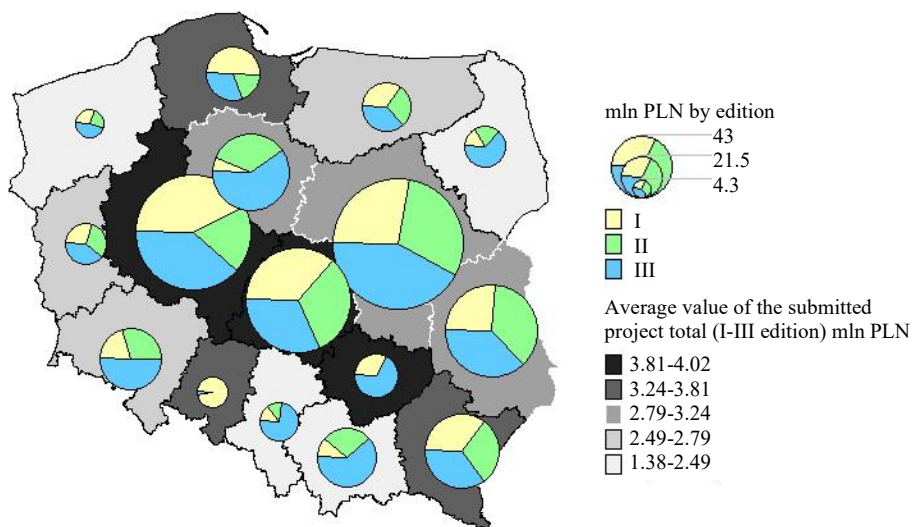 mln PLN by edition
43
21.5
4.3
I
II
III
Average value of the submitted
project total (I-III edition) mln PLN
3.81-4.02
3.24-3.81
2.79-3.24
2.49-2.79
1.38-2.49